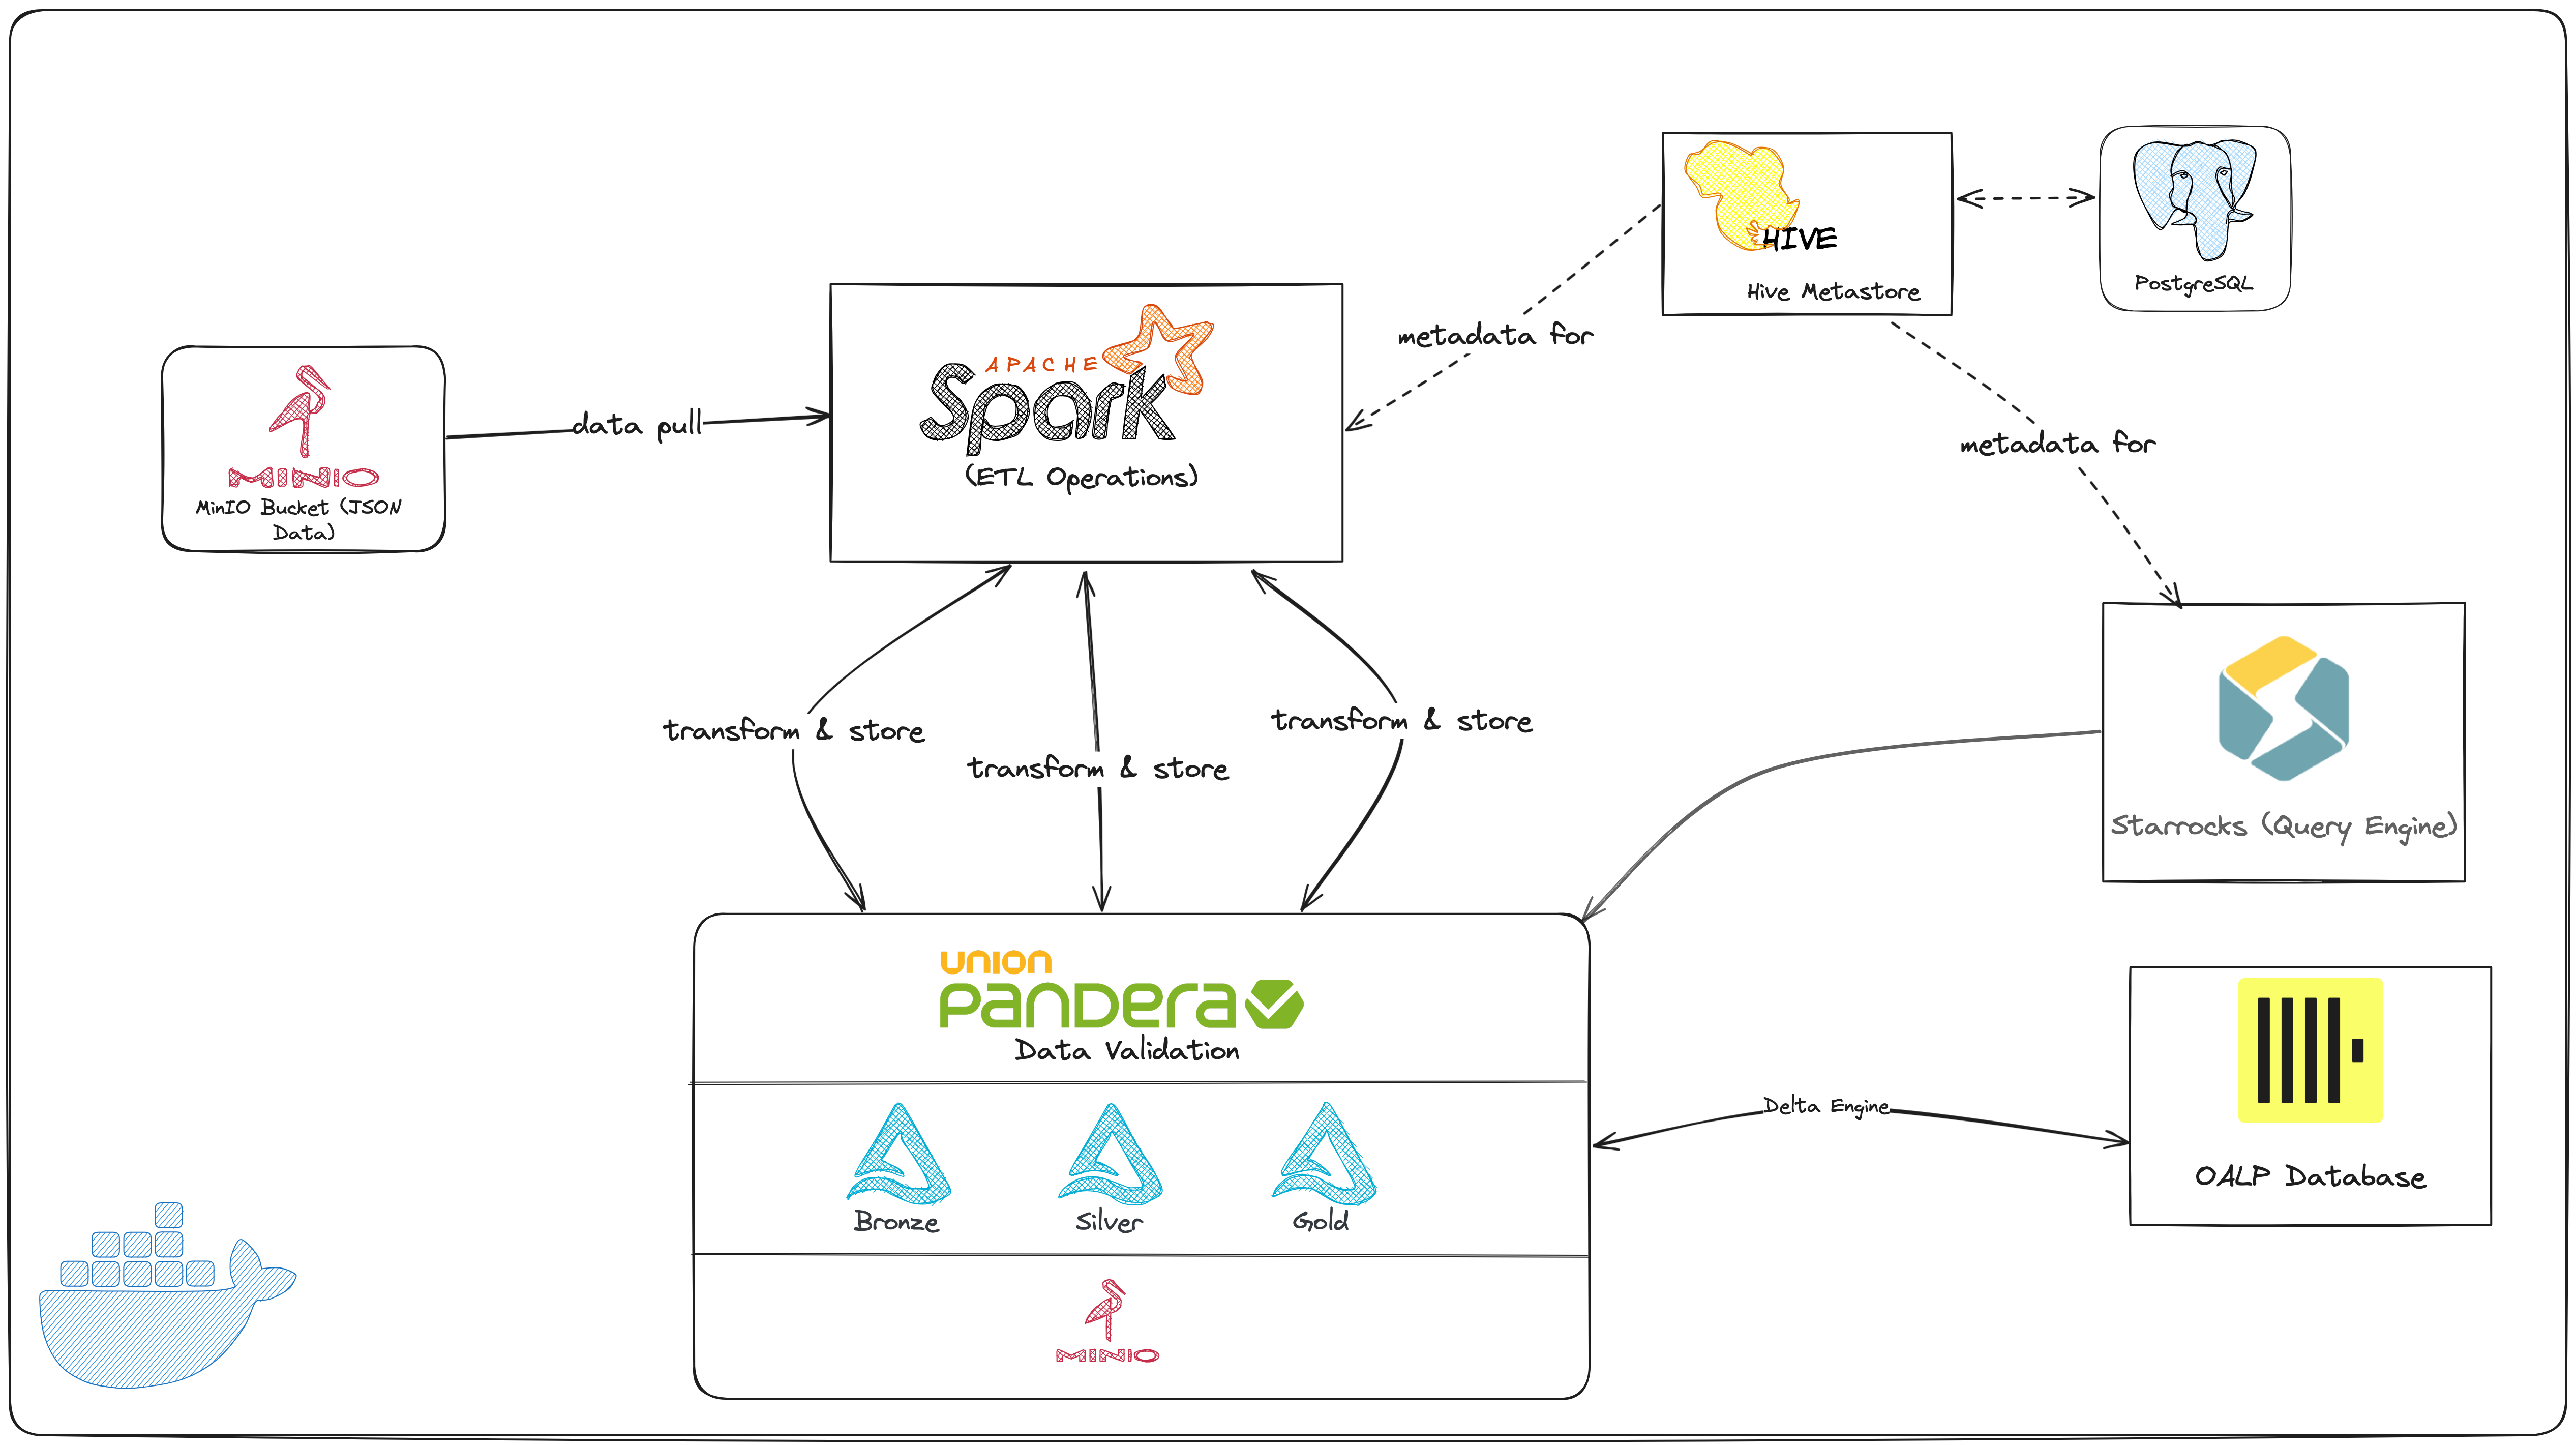 HIVE
Hive Metastore
PostgreSQL
metadata for
APACHE
Spark
(ETL Operations)
MINIO
MinIO Bucket (JSON
Data)
data pull
metadata for
transform & store
transform & store
transform & store
Starrocks (Query Engine)
UNION
pandera
Data Validation
Delta Engine
OALP Database
Bronze
Silver
Gold
MINIO